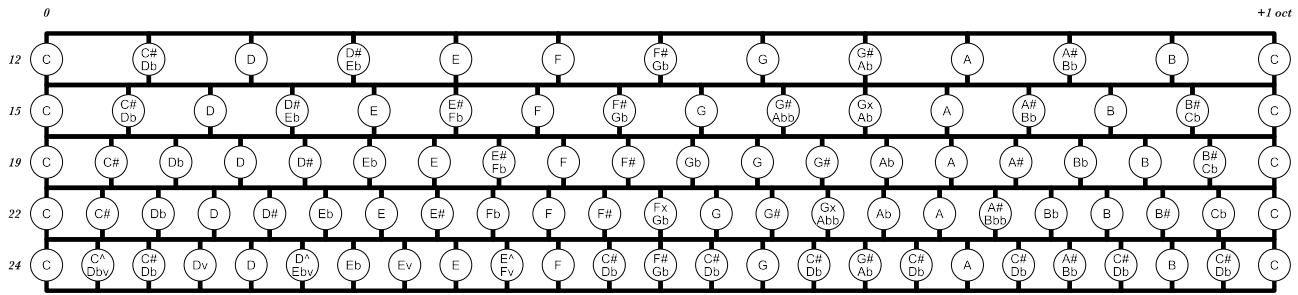 0 +1 oct
12 C C# Db D D# Eb E F F# Gb G G# Ab A A# Bb B C
15 C C# Db D D# Eb E E# Fb F F# Gb G G# Abb Gx Ab A A# Bb B B# Cb C
19 C C# Db D D# Eb E E# Fb F F# Gb G G# Ab A A# Bb B B# Cb C
22 C C# Db D D# Eb E E# Fb F F# Fx Gb G G# Gx Abb Ab A A# Bbb Bb B B# Cb C
24 C C^ Dbv C# Db Dv D D^ Ebv Eb Ev E E^ Fv F C# Db F# Gb C# Db G C# Db G# Ab C# Db A C# Db A# Bb C# Db B C# Db C